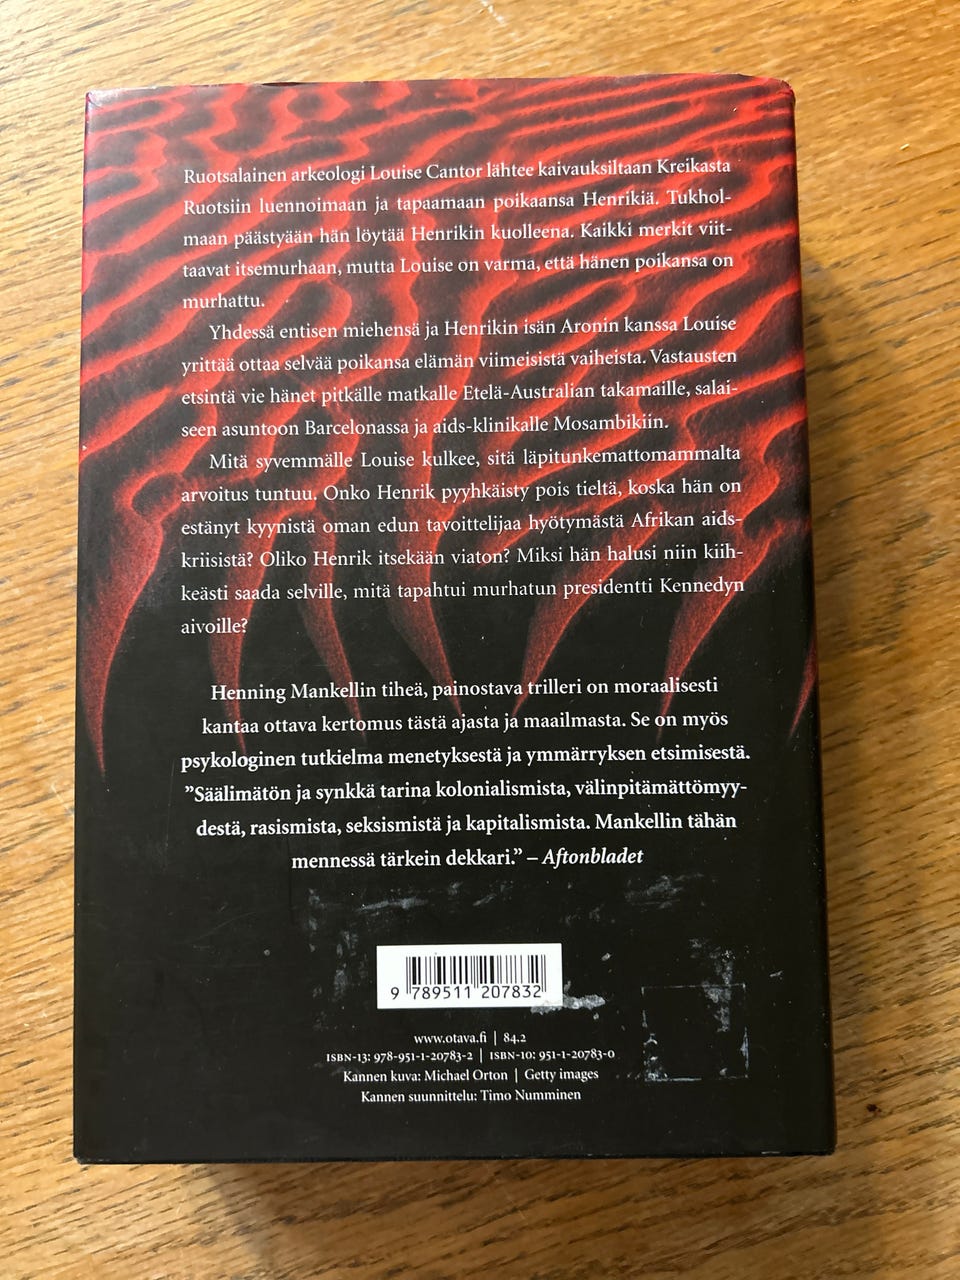 Ruotsalainen arkeologi Louise Cantor lähtee kaivauksiltaan Kreikasta
Ruotsiin luennoimaan ja tapaamaan poikaansa Henrikiä. Tukhol-
maan päästyään hän löytää Henrikin kuolleena. Kaikki merkit viit-
taavat itsemurhaan, mutta Louise on varma, että hänen poikansa on
murhattu.
Yhdessä entisen miehensä ja Henrikin isän Aronin kanssa Louise
yrittää ottaa selvää poikansa elämän viimeisistä vaiheista. Vastausten
etsintä vie hänet pitkälle matkalle Etelä-Australian takamaille, salai-
seen asuntoon Barcelonassa ja aids-klinikalle Mosambikiin.
Mitä syvemmälle Louise kulkee, sitä läpitunkemattomammalta
arvoitus tuntuu. Onko Henrik pyyhkäisty pois tieltä, koska hän on
estänyt kyynistä oman edun tavoittelijaa hyötymästä Afrikan aids-
kriisistä? Oliko Henrik itsekään viaton? Miksi hän halusi niin kiih-
keästi saada selville, mitä tapahtui murhatun presidentti Kennedyn
aivoille?
Henning Mankellin tiheä, painostava trilleri on moraalisesti
kantaa ottava kertomus tästä ajasta ja maailmasta. Se on myös
psykologinen tutkielma menetyksestä ja ymmärryksen etsimisestä.
”Säälimätön ja synkkä tarina kolonialismista, välinpitämättömyy-
destä, rasismista, seksismistä ja kapitalismista. Mankellin tähän
mennessä tärkein dekkari.” – Aftonbladet
9 789511 207832
www.otava.fi | 84.2
ISBN-13: 978-951-1-20783-2 | ISBN-10: 951-1-20783-0
Kannen kuva: Michael Orton | Getty images
Kannen suunnittelu: Timo Numminen